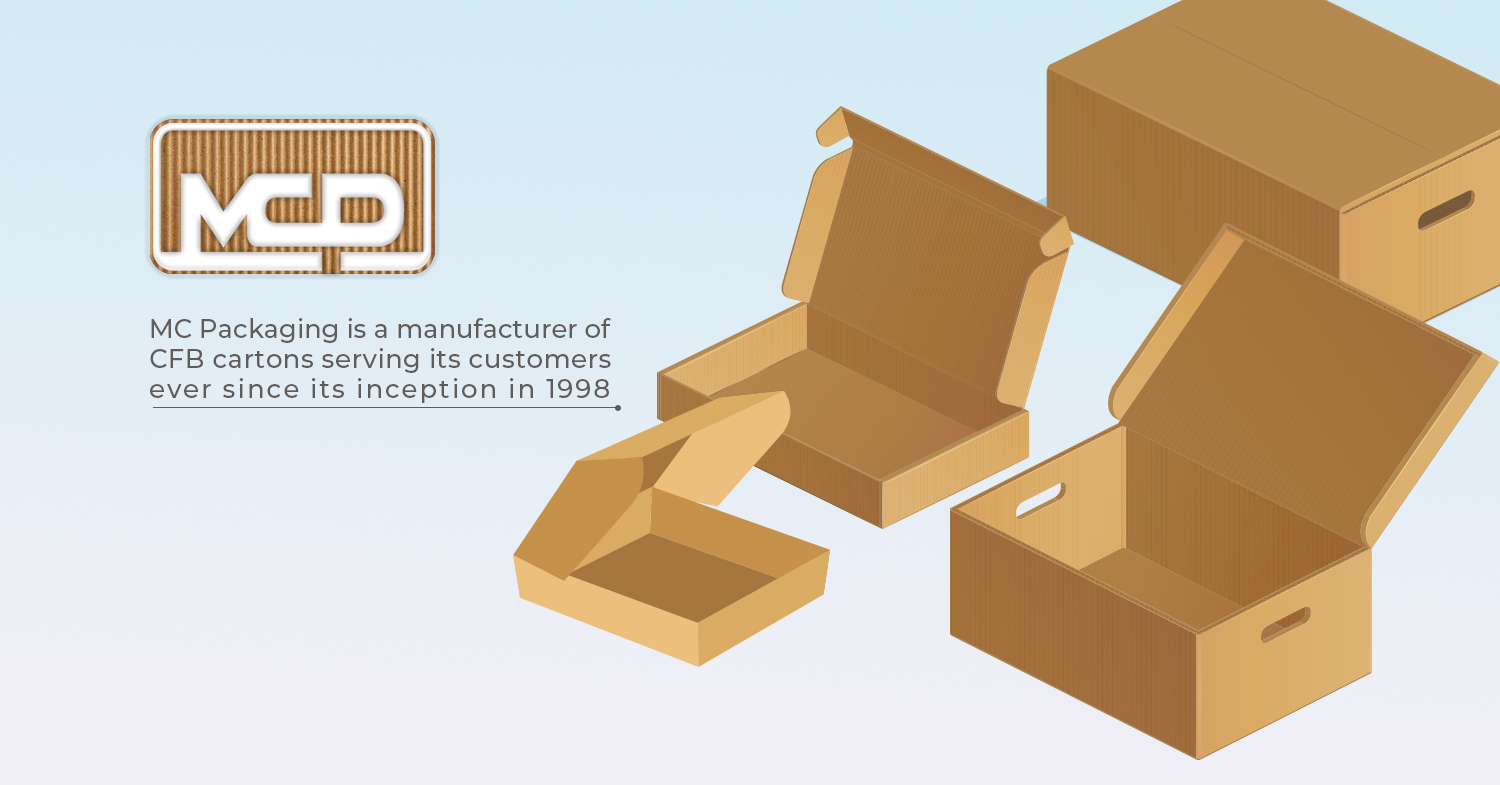 MCP
MC Packaging is a manufacturer of
CFB cartons serving its customers
ever since its inception in 1998